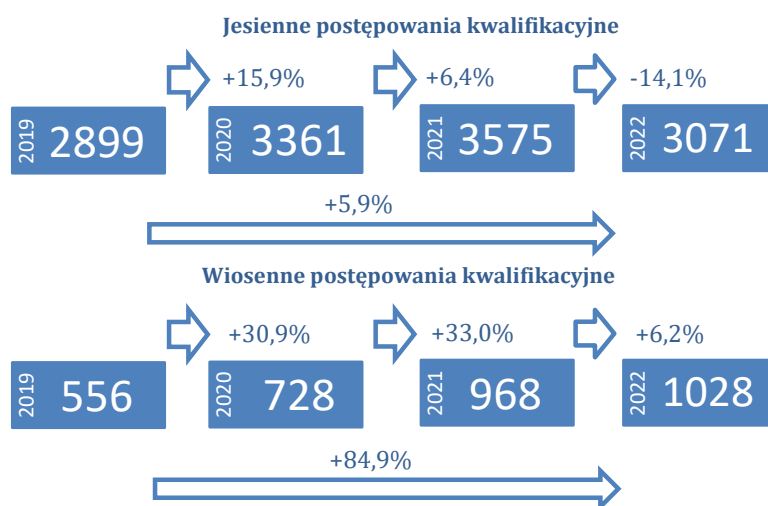 Jesienne postępowania kwalifikacyjne
+15,9% +6,4% -14,1%
2019 2899 2020 3361 2021 3575 2022 3071
+5,9%
Wiosenne postępowania kwalifikacyjne
+30,9% +33,0% +6,2%
2019 556 2020 728 2021 968 2022 1028
+84,9%